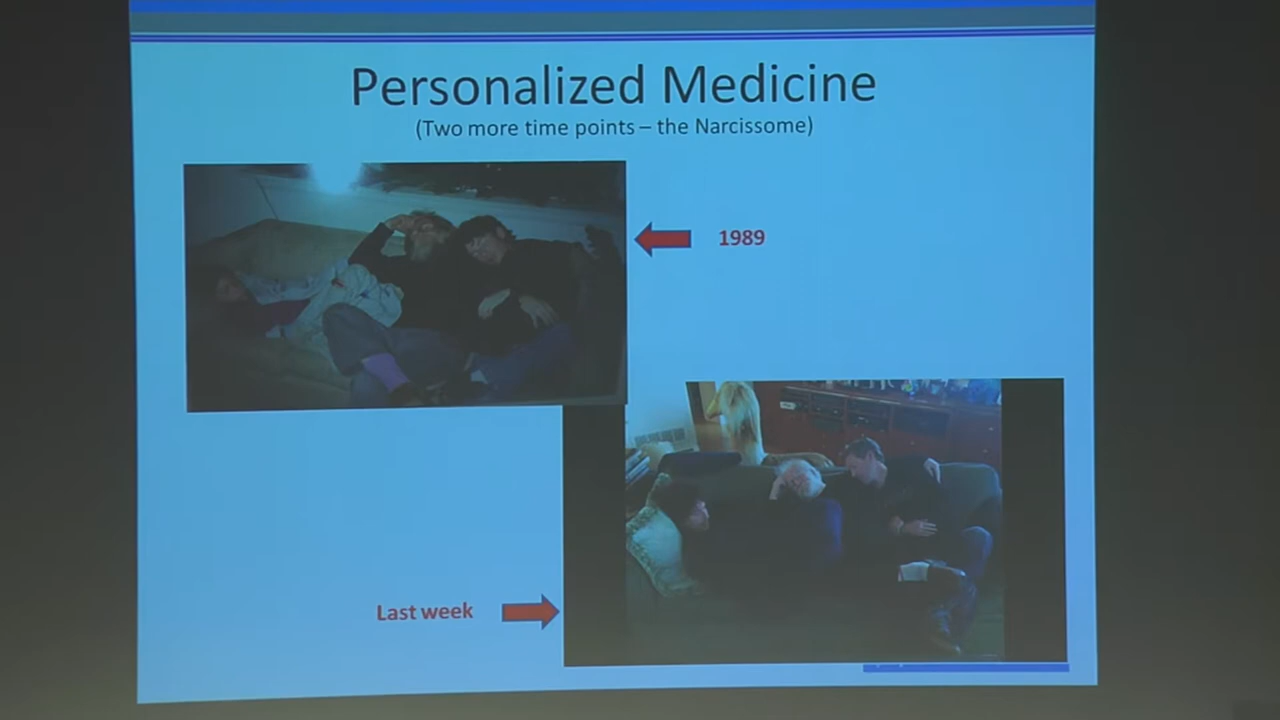 Personalized Medicine
(Two more time points – the Narcissome)
1989
Last week